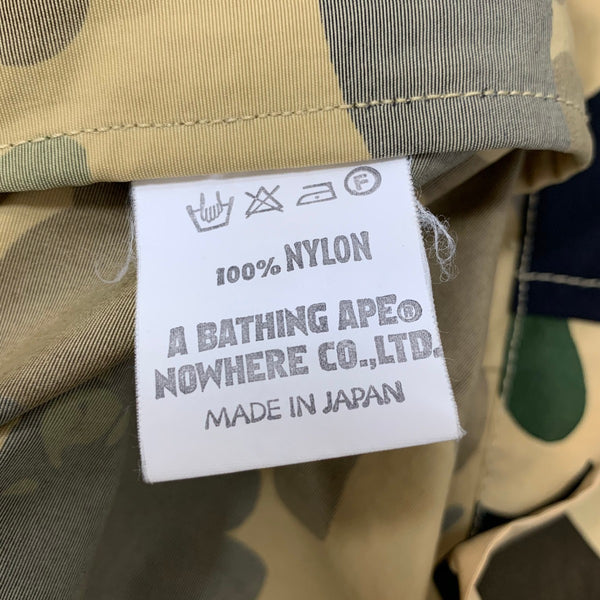 F
100% NYLON
A BATHING APE®
NOWHERE CO.,LTD.
MADE IN JAPAN